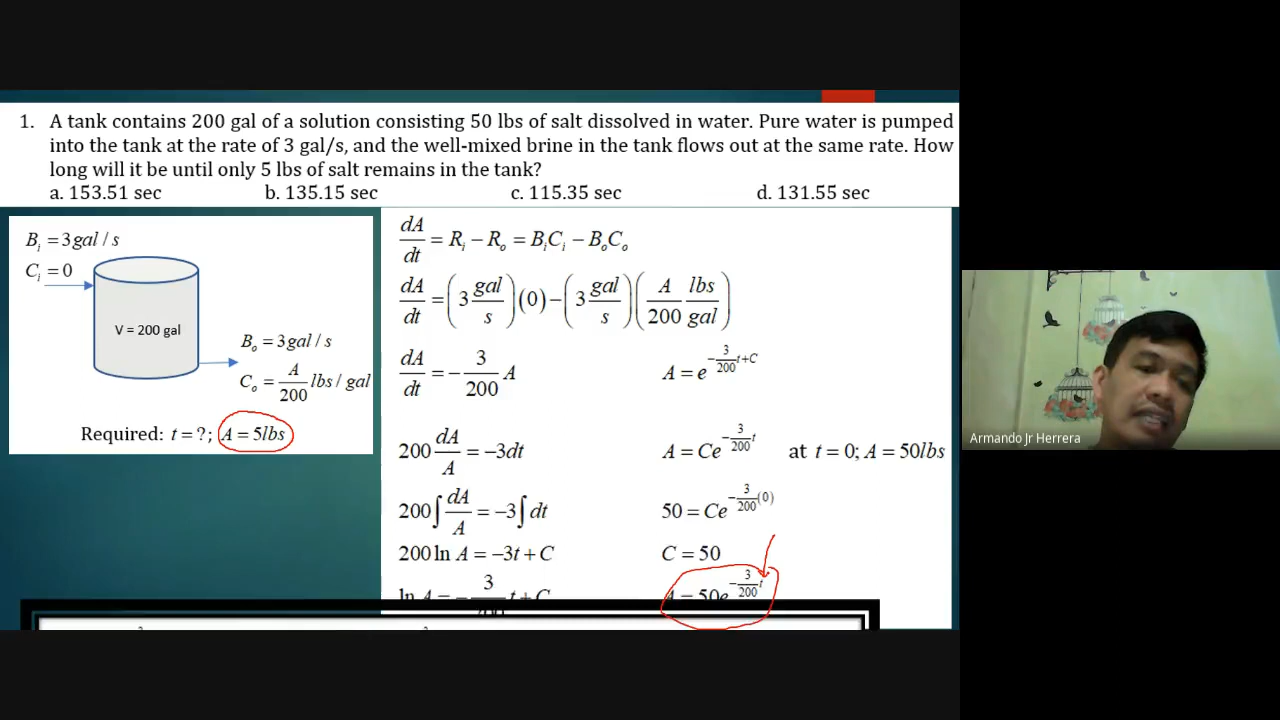 1. A tank contains 200 gal of a solution consisting 50 lbs of salt dissolved in water. Pure water is pumped
into the tank at the rate of 3 gal/s, and the well-mixed brine in the tank flows out at the same rate. How
long will it be until only 5 lbs of salt remains in the tank?
a. 153.51 sec b. 135.15 sec c. 115.35 sec d. 131.55 sec
B_i = 3 gal / s
C_i = 0
V = 200 gal
B_o = 3 gal / s
C_o = A/200 lbs / gal
Required: t = ?; A = 5lbs
dA/dt = R_i − R_o = B_iC_i − B_oC_o
dA/dt = (3 gal/s)(0) − (3 gal/s)(A/200 lbs/gal)
dA/dt = −3/200 A
200 dA/A = −3dt
200∫dA/A = −3∫dt
200 ln A = −3t + C
ln A = −3/200 t + C
A = e^(−3/200 t + C)
A = Ce^(−3/200 t) at t = 0; A = 50lbs
50 = Ce^(−3/200 (0))
C = 50
A = 50e^(−3/200 t)
Armando Jr Herrera